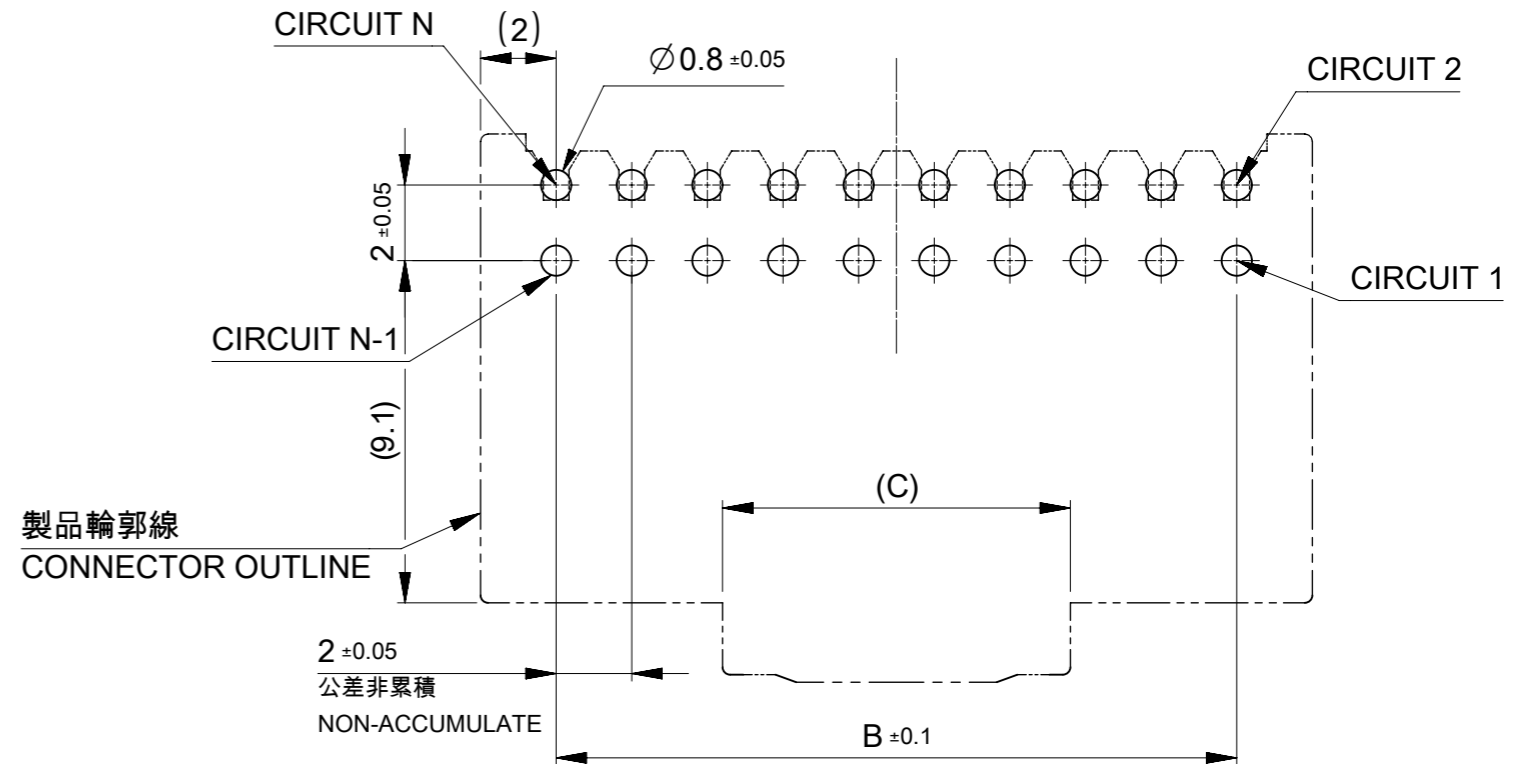 CIRCUIT N
(2)
∅0.8 ±0.05
CIRCUIT 2
2 ±0.05
CIRCUIT 1
CIRCUIT N-1
(9.1)
(C)
製品輪郭線
CONNECTOR OUTLINE
2 ±0.05
公差非累積
NON-ACCUMULATE
B ±0.1